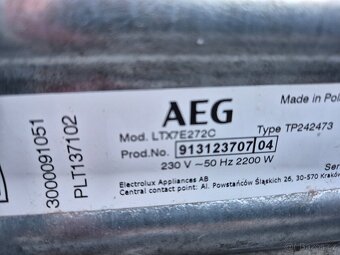 AEG
Made in Pol
Mod. LTX7E272C
Type TP242473
Prod.No. 913123707 04
230 V ~50 Hz 2200 W
Electrolux Appliances AB
Ser
Central contact point: Al. Powstańców Śląskich 26, 30-570 Kraków
3000091051
PLT137102